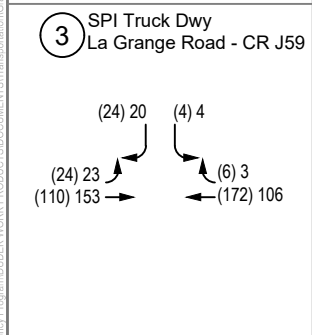 3
SPI Truck Dwy
La Grange Road - CR J59
(24) 20 (4) 4
(24) 23 (6) 3
(110) 153 (172) 106